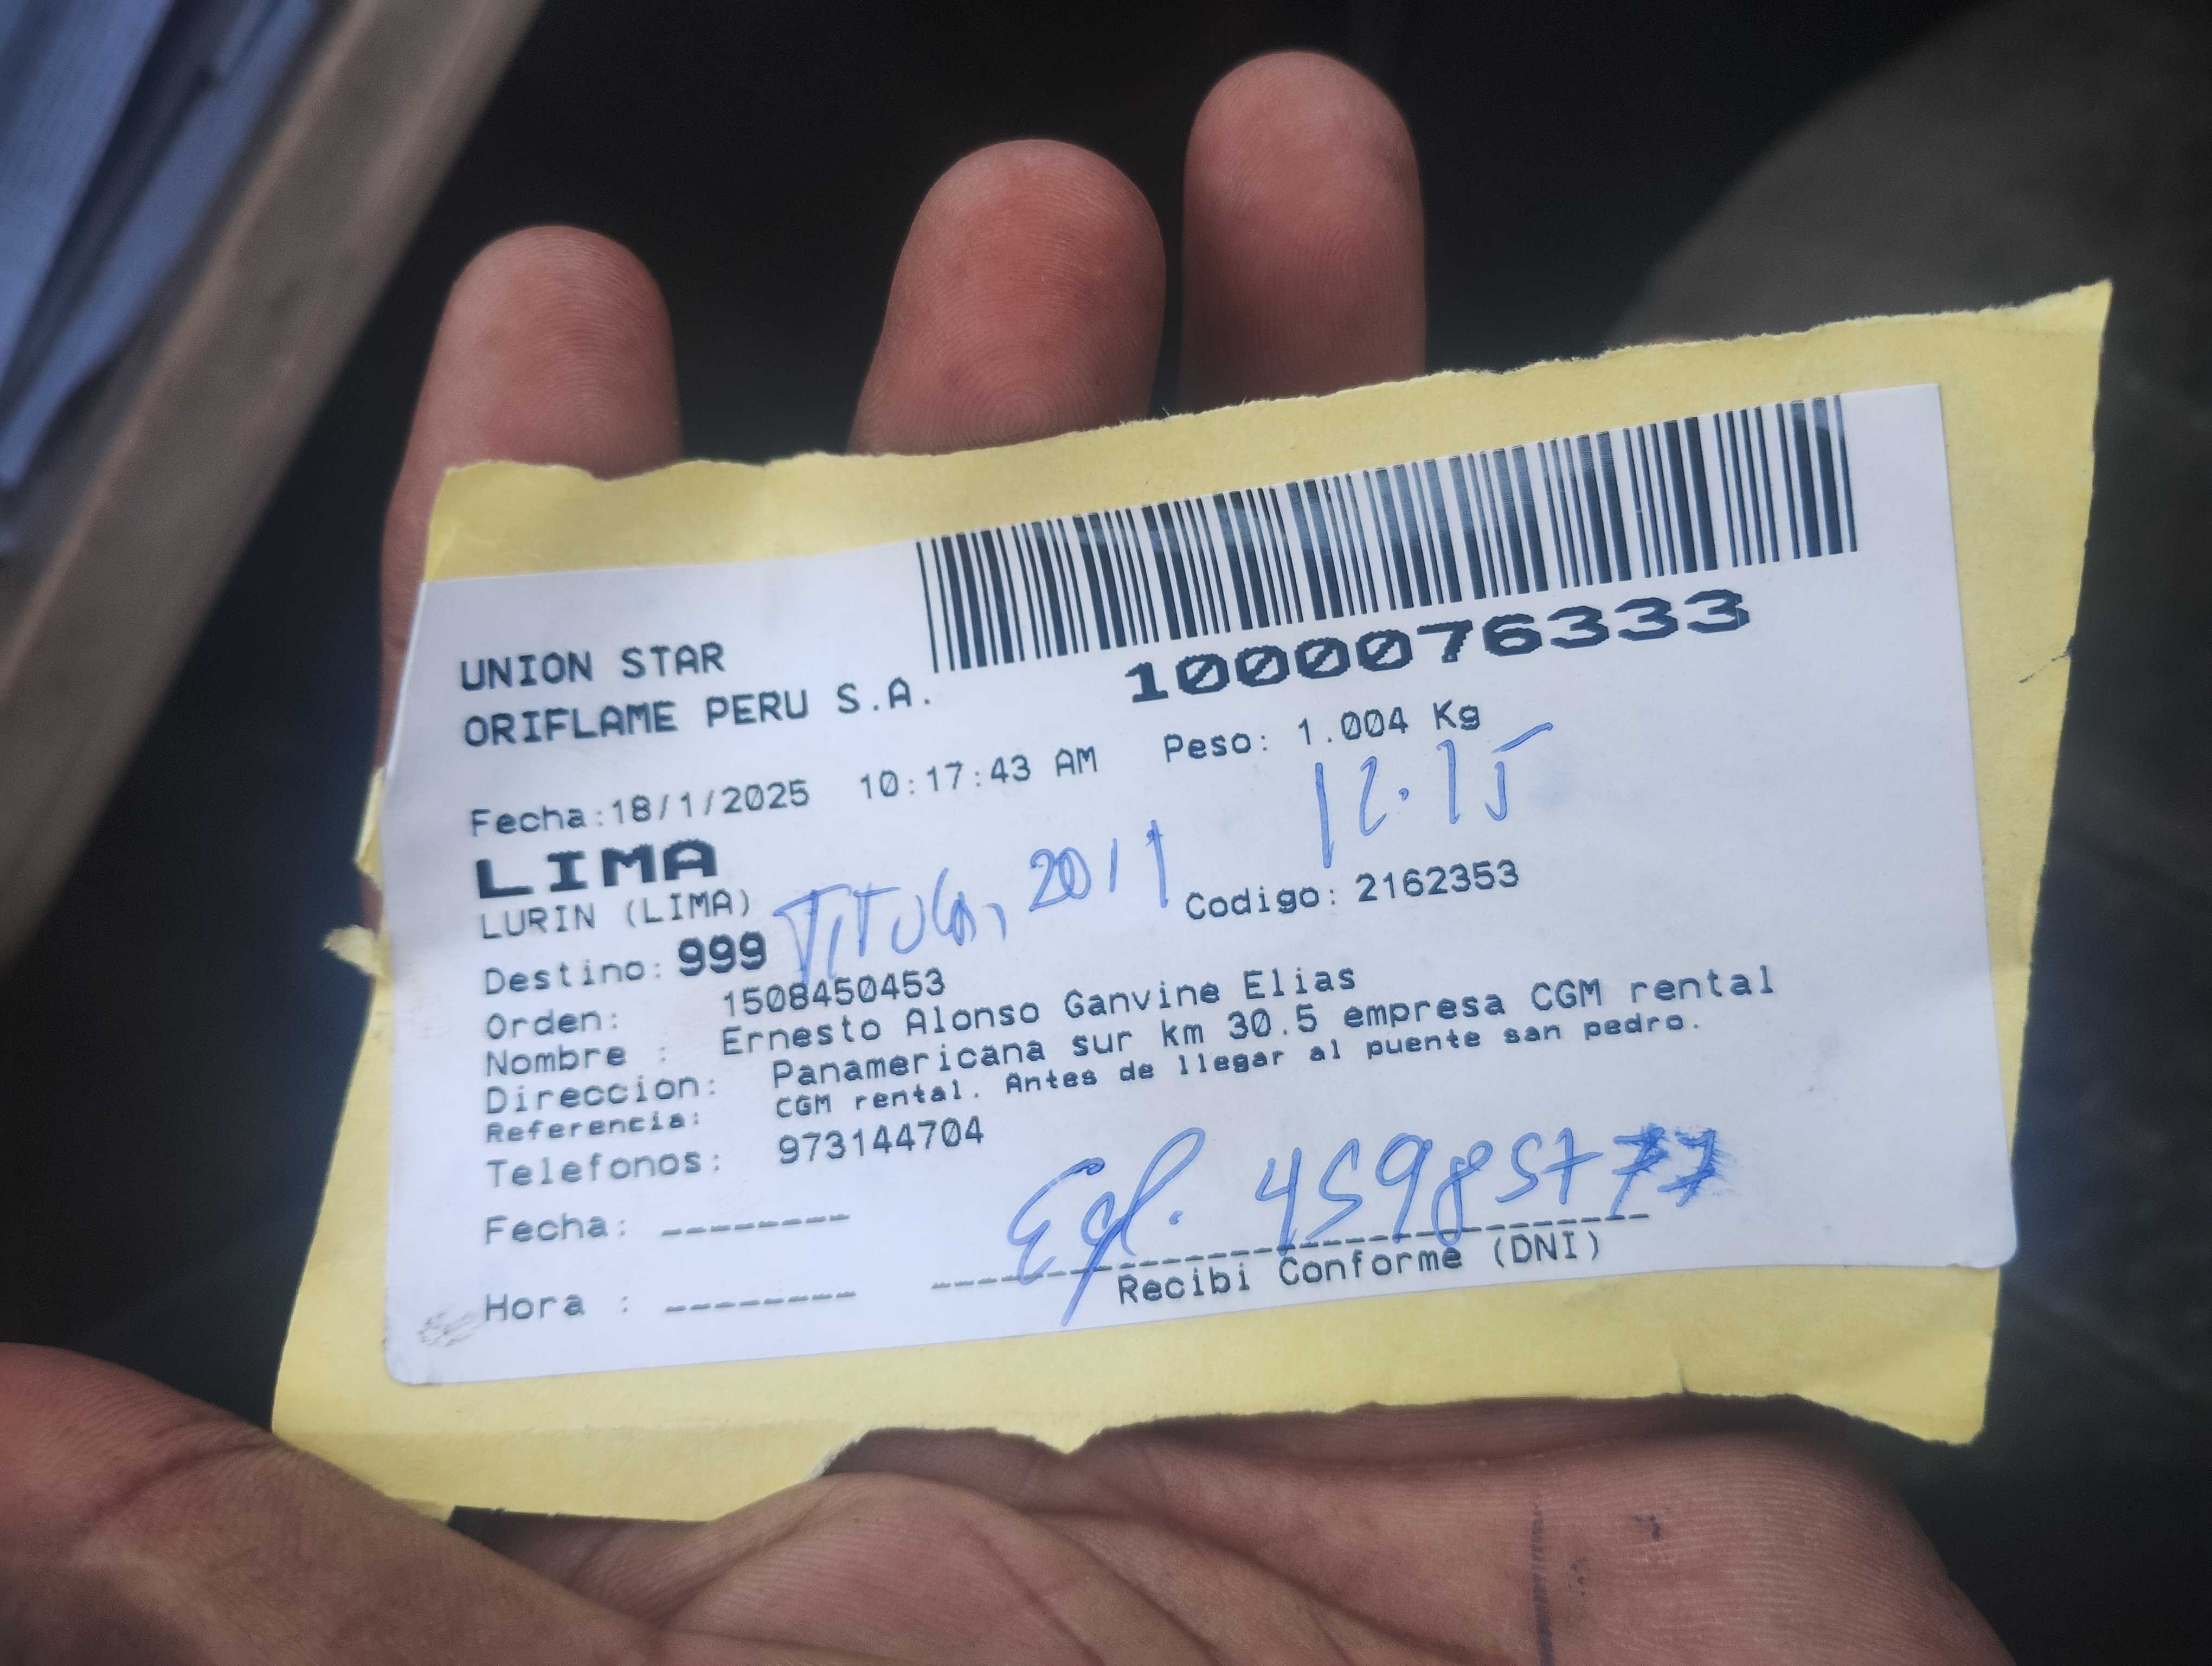 1000076333
UNION STAR
ORIFLAME PERU S.A.
Fecha:18/1/2025 10:17:43 AM Peso: 1.004 Kg
12.15
LIMA
LURIN (LIMA)
Codigo: 2162353
Destino: 999
Orden: 1508450453
Nombre : Ernesto Alonso Ganvine Elias
Direccion: Panamericana sur km 30.5 empresa CGM rental
Referencia: CGM rental. Antes de llegar al puente san pedro.
Telefonos: 973144704
Fecha: --------
Hora : --------
Recibi Conforme (DNI)